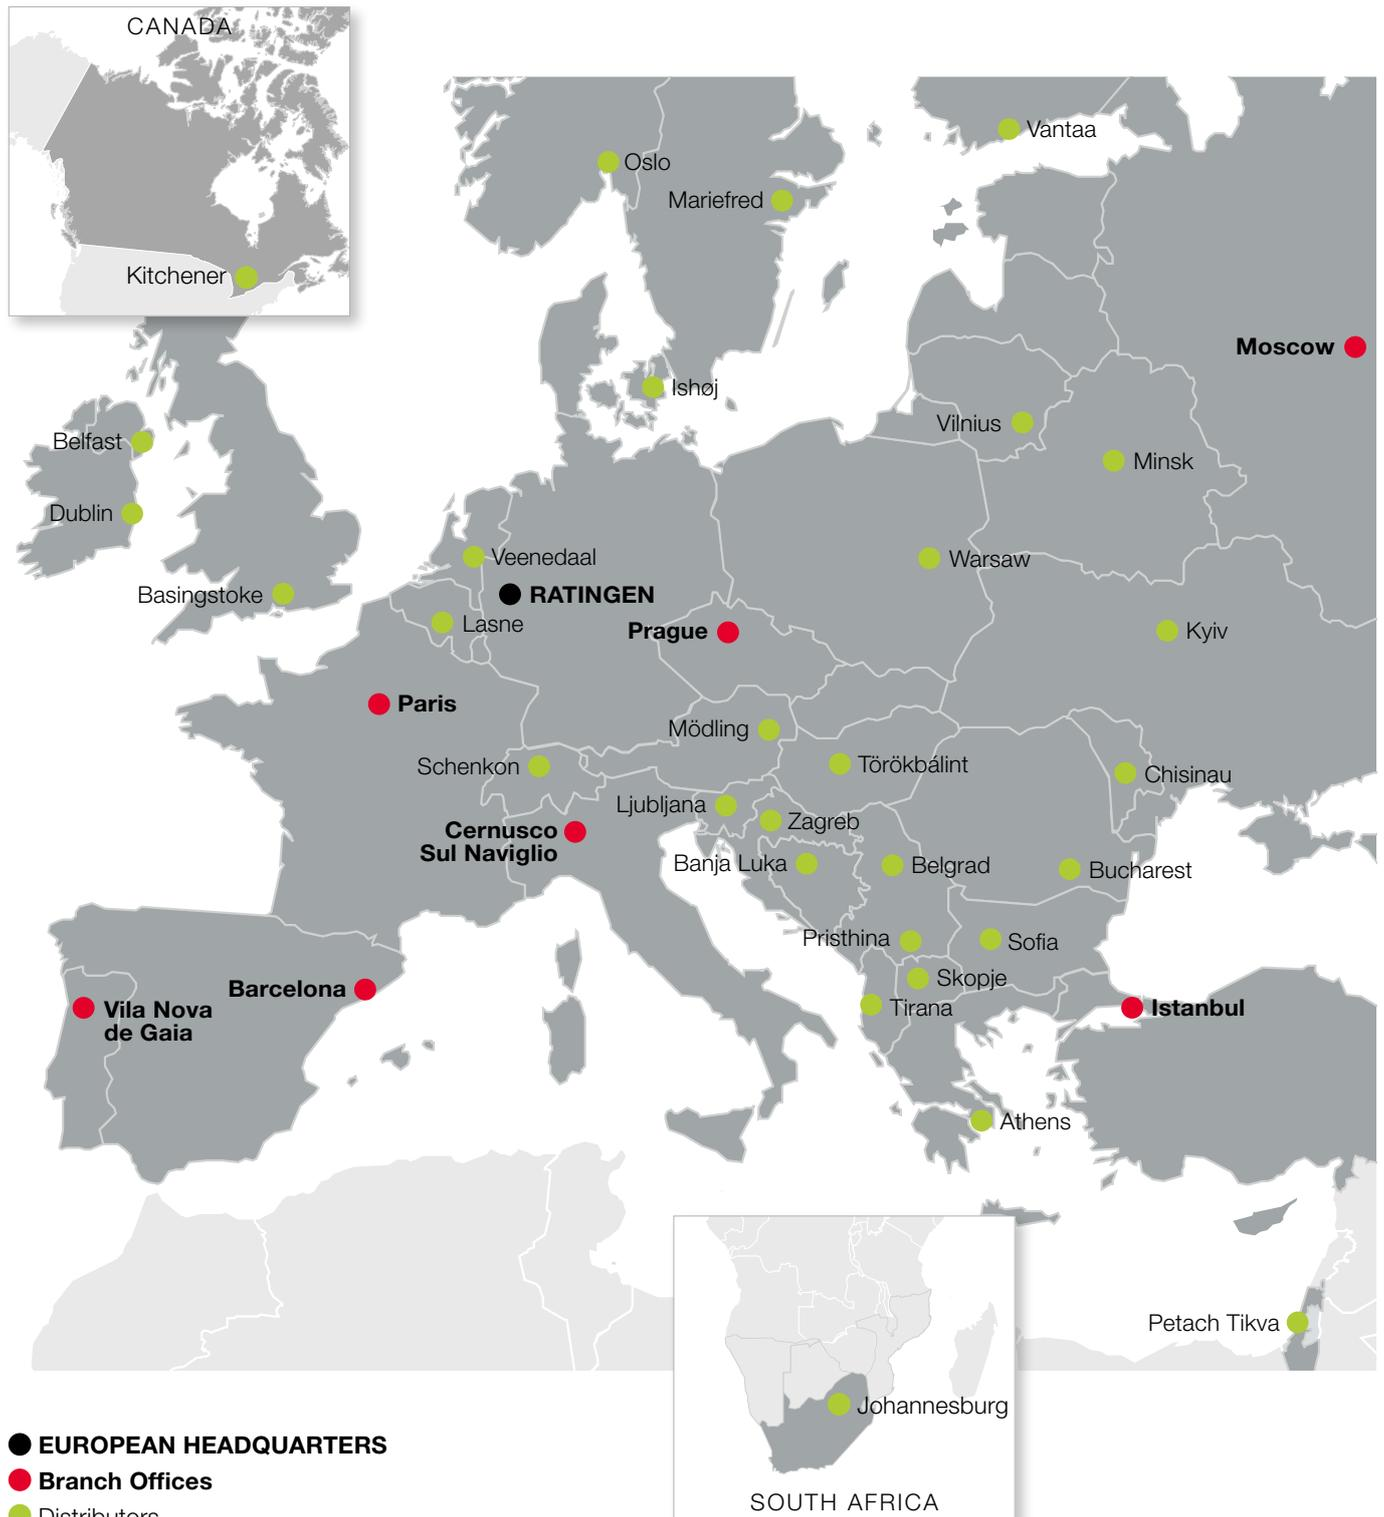 CANADA
Kitchener
Vantaa
Oslo
Mariefred
Moscow
Ishøj
Vilnius
Belfast
Minsk
Dublin
Veenedaal
Warsaw
Basingstoke
RATINGEN
Lasne
Prague
Kyiv
Paris
Mödling
Schenkon
Törökbálint
Chisinau
Ljubljana
Zagreb
Cernusco
Sul Naviglio
Banja Luka
Belgrad
Bucharest
Pristhina
Sofia
Skopje
Barcelona
Vila Nova
de Gaia
Tirana
Istanbul
Athens
Petach Tikva
Johannesburg
SOUTH AFRICA
EUROPEAN HEADQUARTERS
Branch Offices
Distributors